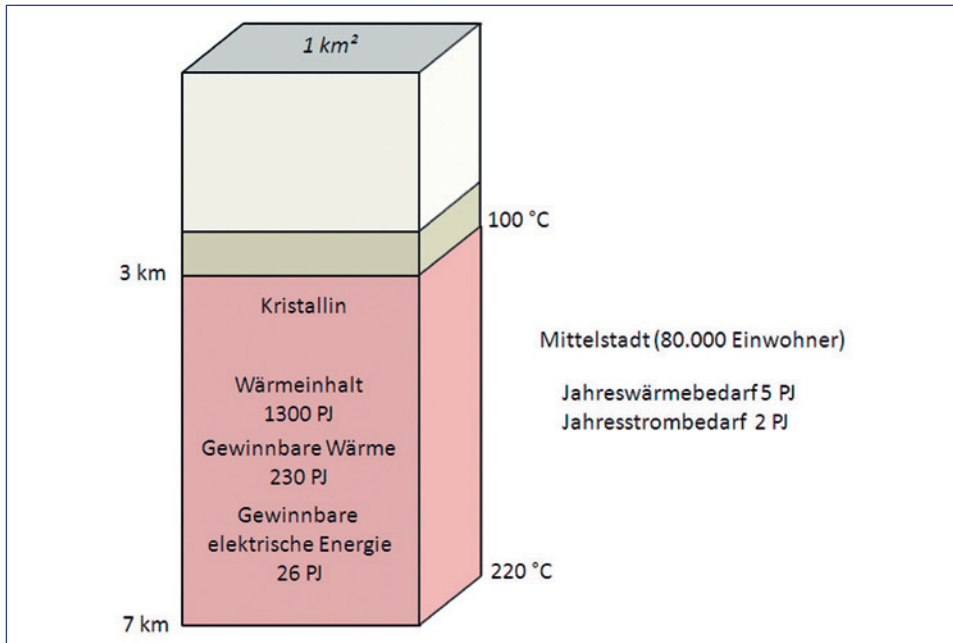 1 km²
100 °C
3 km
Kristallin
Mittelstadt (80.000 Einwohner)
Wärmeinhalt
1300 PJ
Jahreswärmebedarf 5 PJ
Jahresstrombedarf 2 PJ
Gewinnbare Wärme
230 PJ
Gewinnbare
elektrische Energie
26 PJ
220 °C
7 km